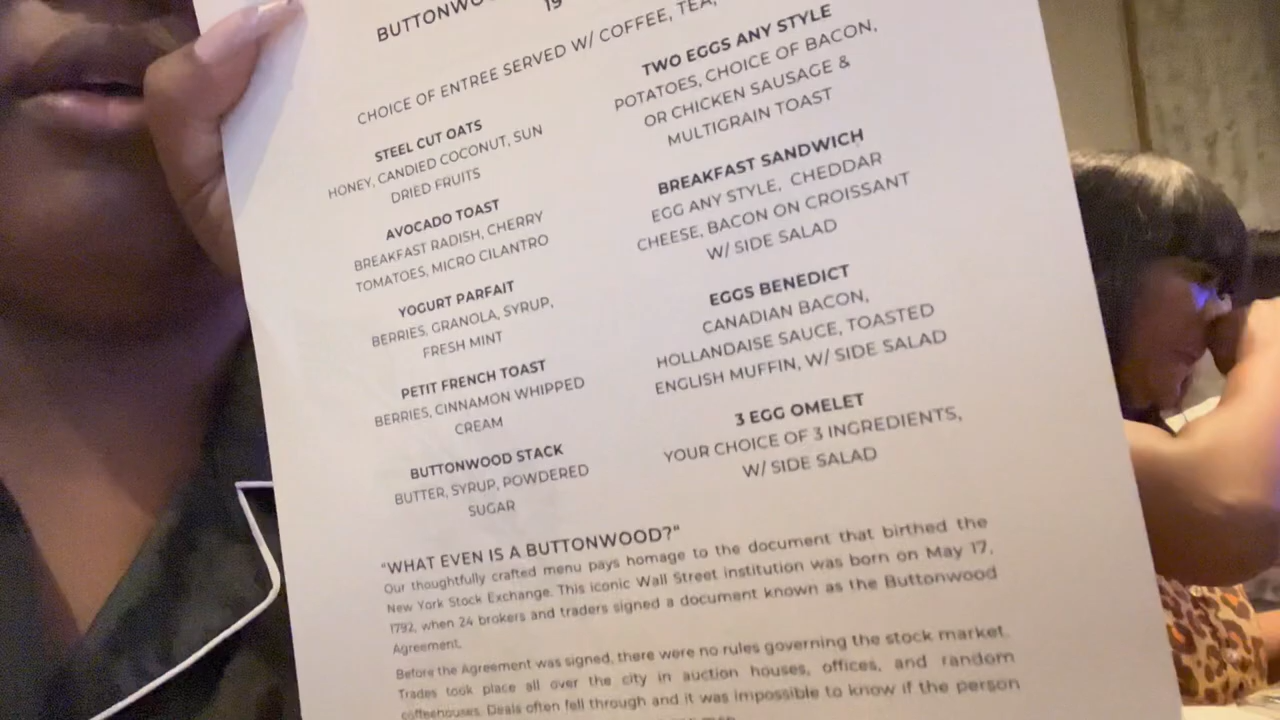 19
CHOICE OF ENTREE SERVED W/ COFFEE, TEA,
STEEL CUT OATS
HONEY, CANDIED COCONUT, SUN
DRIED FRUITS
AVOCADO TOAST
BREAKFAST RADISH, CHERRY
TOMATOES, MICRO CILANTRO
YOGURT PARFAIT
BERRIES, GRANOLA, SYRUP,
FRESH MINT
PETIT FRENCH TOAST
BERRIES, CINNAMON WHIPPED
CREAM
BUTTONWOOD STACK
BUTTER, SYRUP, POWDERED
SUGAR
TWO EGGS ANY STYLE
POTATOES, CHOICE OF BACON,
OR CHICKEN SAUSAGE &
MULTIGRAIN TOAST
BREAKFAST SANDWICH
EGG ANY STYLE, CHEDDAR
CHEESE, BACON ON CROISSANT
W/ SIDE SALAD
EGGS BENEDICT
CANADIAN BACON,
HOLLANDAISE SAUCE, TOASTED
ENGLISH MUFFIN, W/ SIDE SALAD
3 EGG OMELET
YOUR CHOICE OF 3 INGREDIENTS,
W/ SIDE SALAD
"WHAT EVEN IS A BUTTONWOOD?"
Our thoughtfully crafted menu pays homage to the document that birthed the
New York Stock Exchange. This iconic Wall Street institution was born on May 17,
1792, when 24 brokers and traders signed a document known as the Buttonwood
Agreement.
Before the Agreement was signed, there were no rules governing the stock market.
Trades took place all over the city in auction houses, offices, and random
coffeehouses. Deals often fell through and it was impossible to know if the person